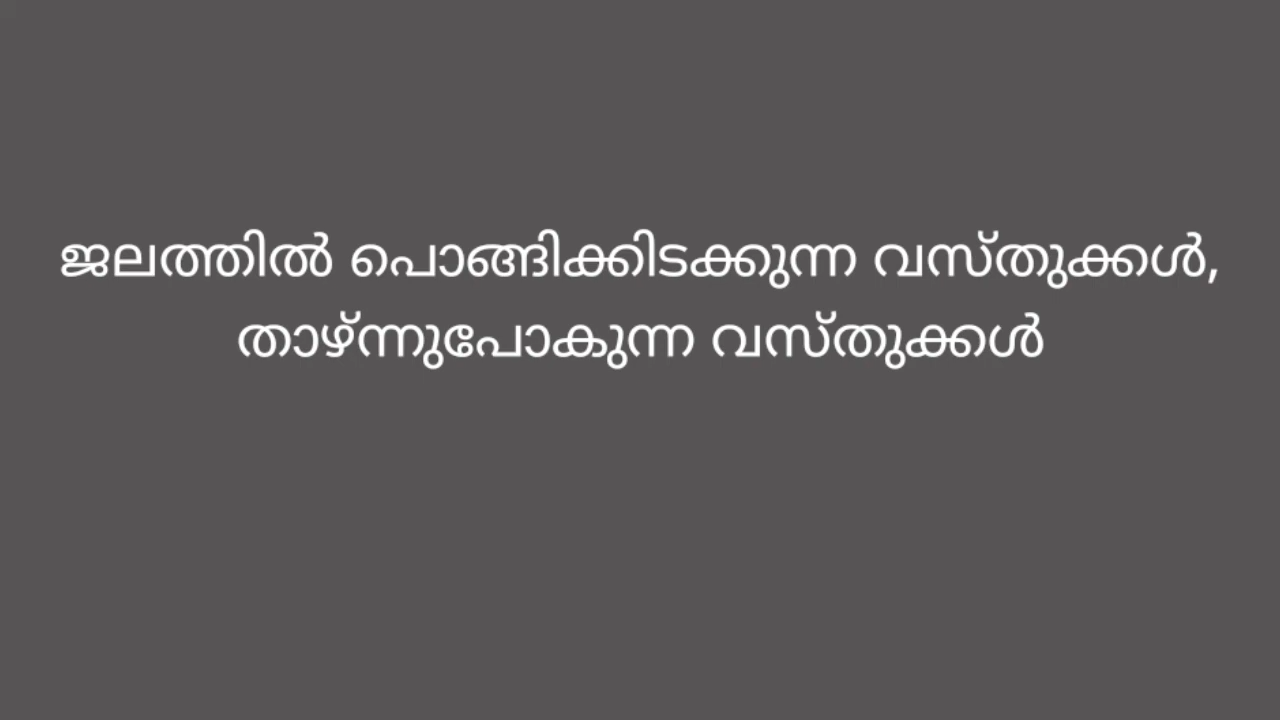 ജലത്തിൽ പൊങ്ങിക്കിടക്കുന്ന വസ്തുക്കൾ,
താഴ്ന്നുപോകുന്ന വസ്തുക്കൾ